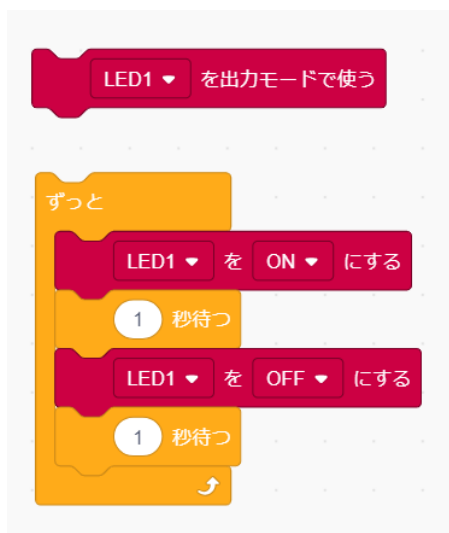 LED1 を出力モードで使う
ずっと
LED1 を ON にする
1 秒待つ
LED1 を OFF にする
1 秒待つ